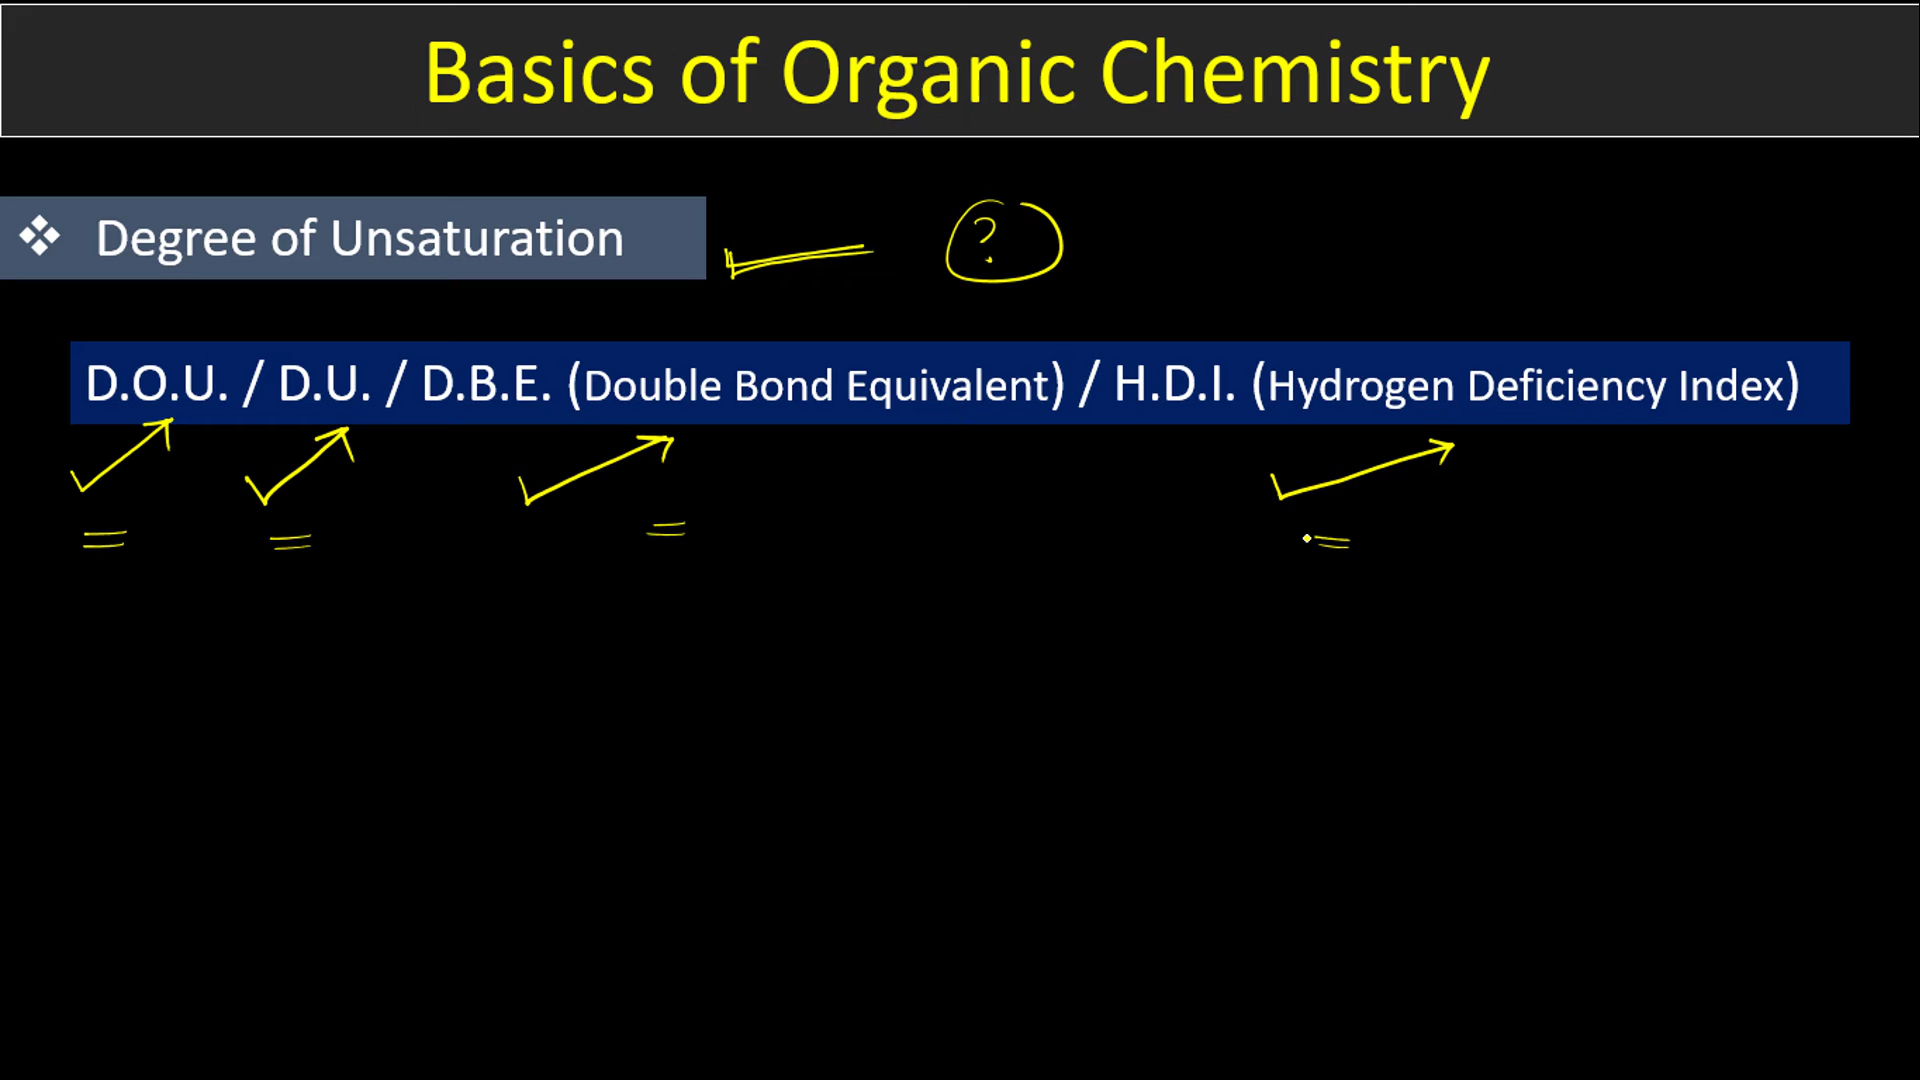 Basics of Organic Chemistry
❖ Degree of Unsaturation
?
D.O.U. / D.U. / D.B.E. (Double Bond Equivalent) / H.D.I. (Hydrogen Deficiency Index)
= = = =